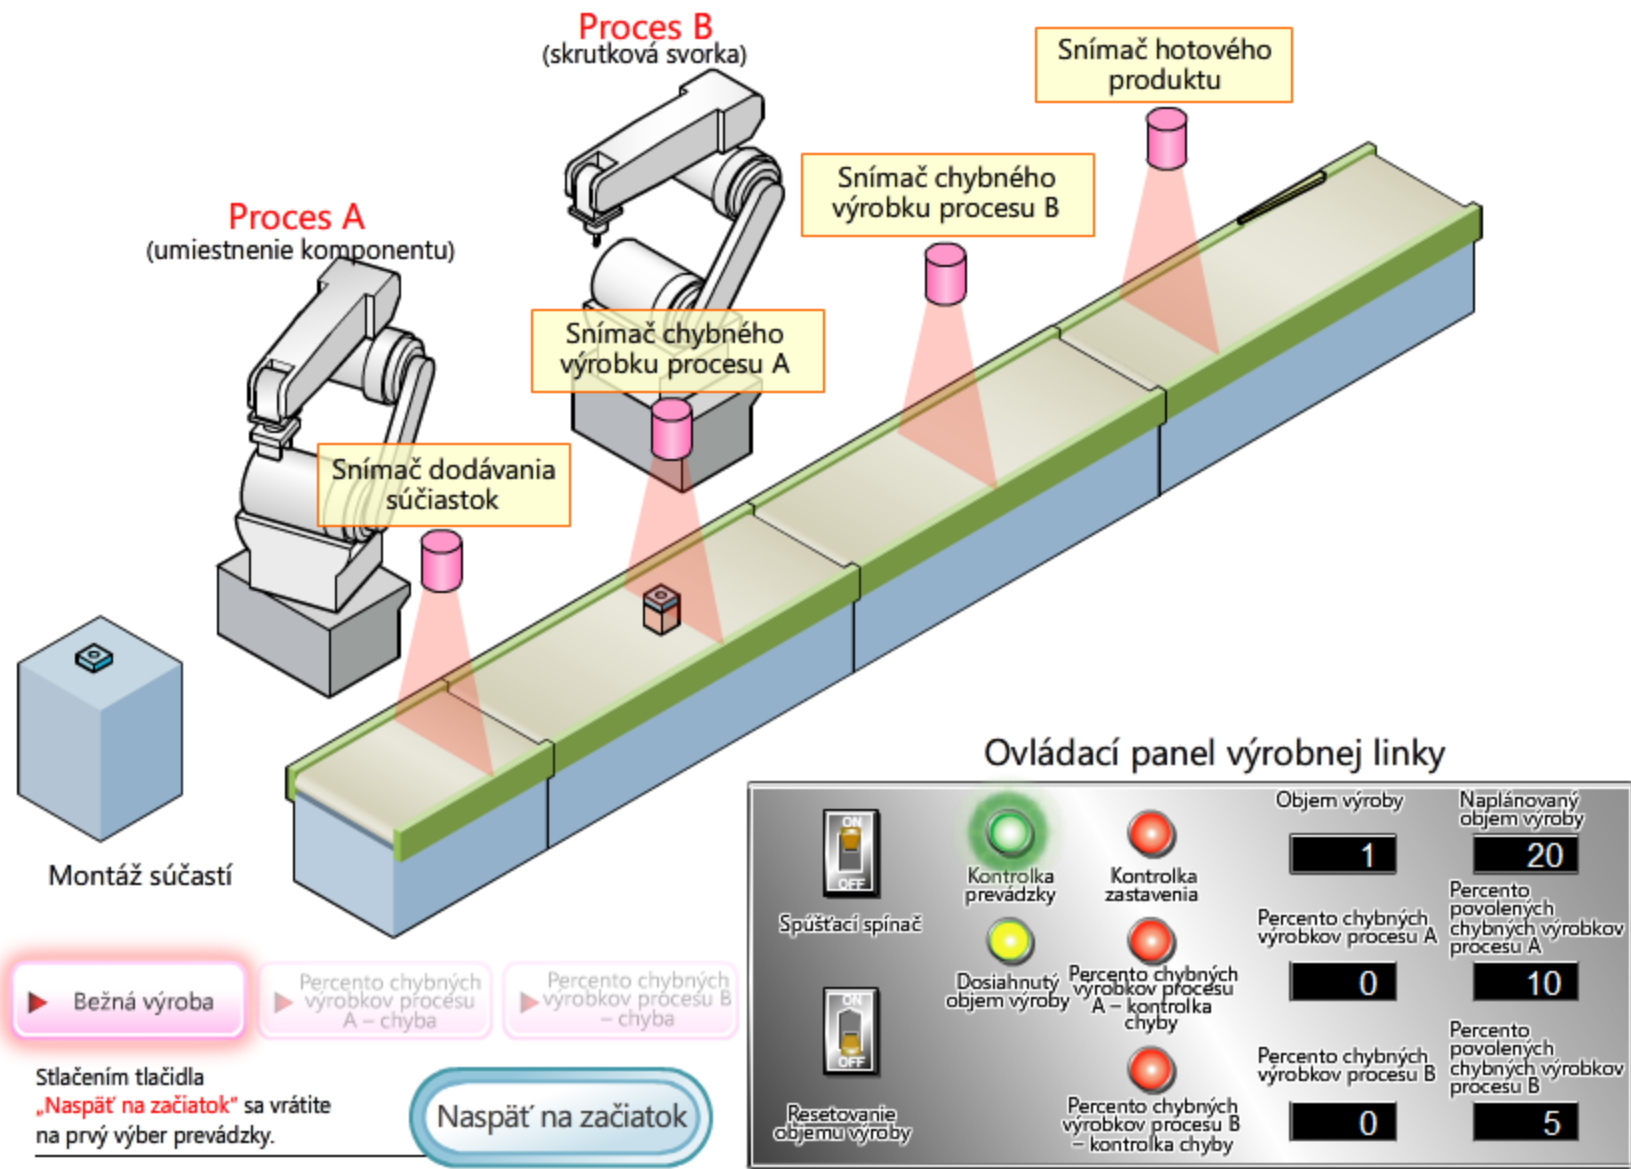 Proces B
(skrutková svorka)
Snímač hotového
produktu
Snímač chybného
výrobku procesu B
Proces A
(umiestnenie komponentu)
Snímač chybného
výrobku procesu A
Snímač dodávania
súčiastok
Montáž súčastí
Ovládací panel výrobnej linky
ON
OFF
Spúšťací spínač
Kontrolka
prevádzky
Kontrolka
zastavenia
Objem výroby
1
Naplánovaný
objem výroby
20
Dosiahnutý
objem výroby
Percento chybných
výrobkov procesu
A – kontrolka
chyby
Percento chybných
výrobkov procesu A
0
Percento
povolených
chybných výrobkov
procesu A
10
ON
OFF
Resetovanie
objemu výroby
Percento chybných
výrobkov procesu B
– kontrolka chyby
Percento chybných
výrobkov procesu B
0
Percento
povolených
chybných výrobkov
procesu B
5
Bežná výroba
Percento chybných
výrobkov procesu
A – chyba
Percento chybných
výrobkov procesu B
– chyba
Stlačením tlačidla
„Naspäť na začiatok" sa vrátite
na prvý výber prevádzky.
Naspäť na začiatok